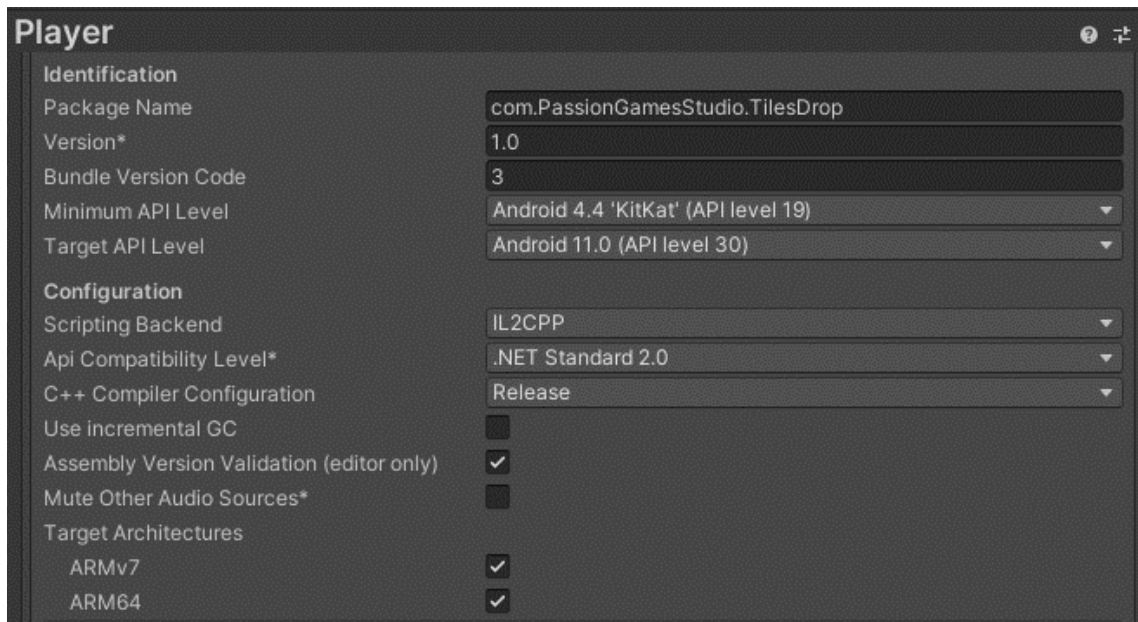 Player
Identification
Package Name com.PassionGamesStudio.TilesDrop
Version* 1.0
Bundle Version Code 3
Minimum API Level Android 4.4 'KitKat' (API level 19)
Target API Level Android 11.0 (API level 30)
Configuration
Scripting Backend IL2CPP
Api Compatibility Level* .NET Standard 2.0
C++ Compiler Configuration Release
Use incremental GC
Assembly Version Validation (editor only)
Mute Other Audio Sources*
Target Architectures
ARMv7
ARM64